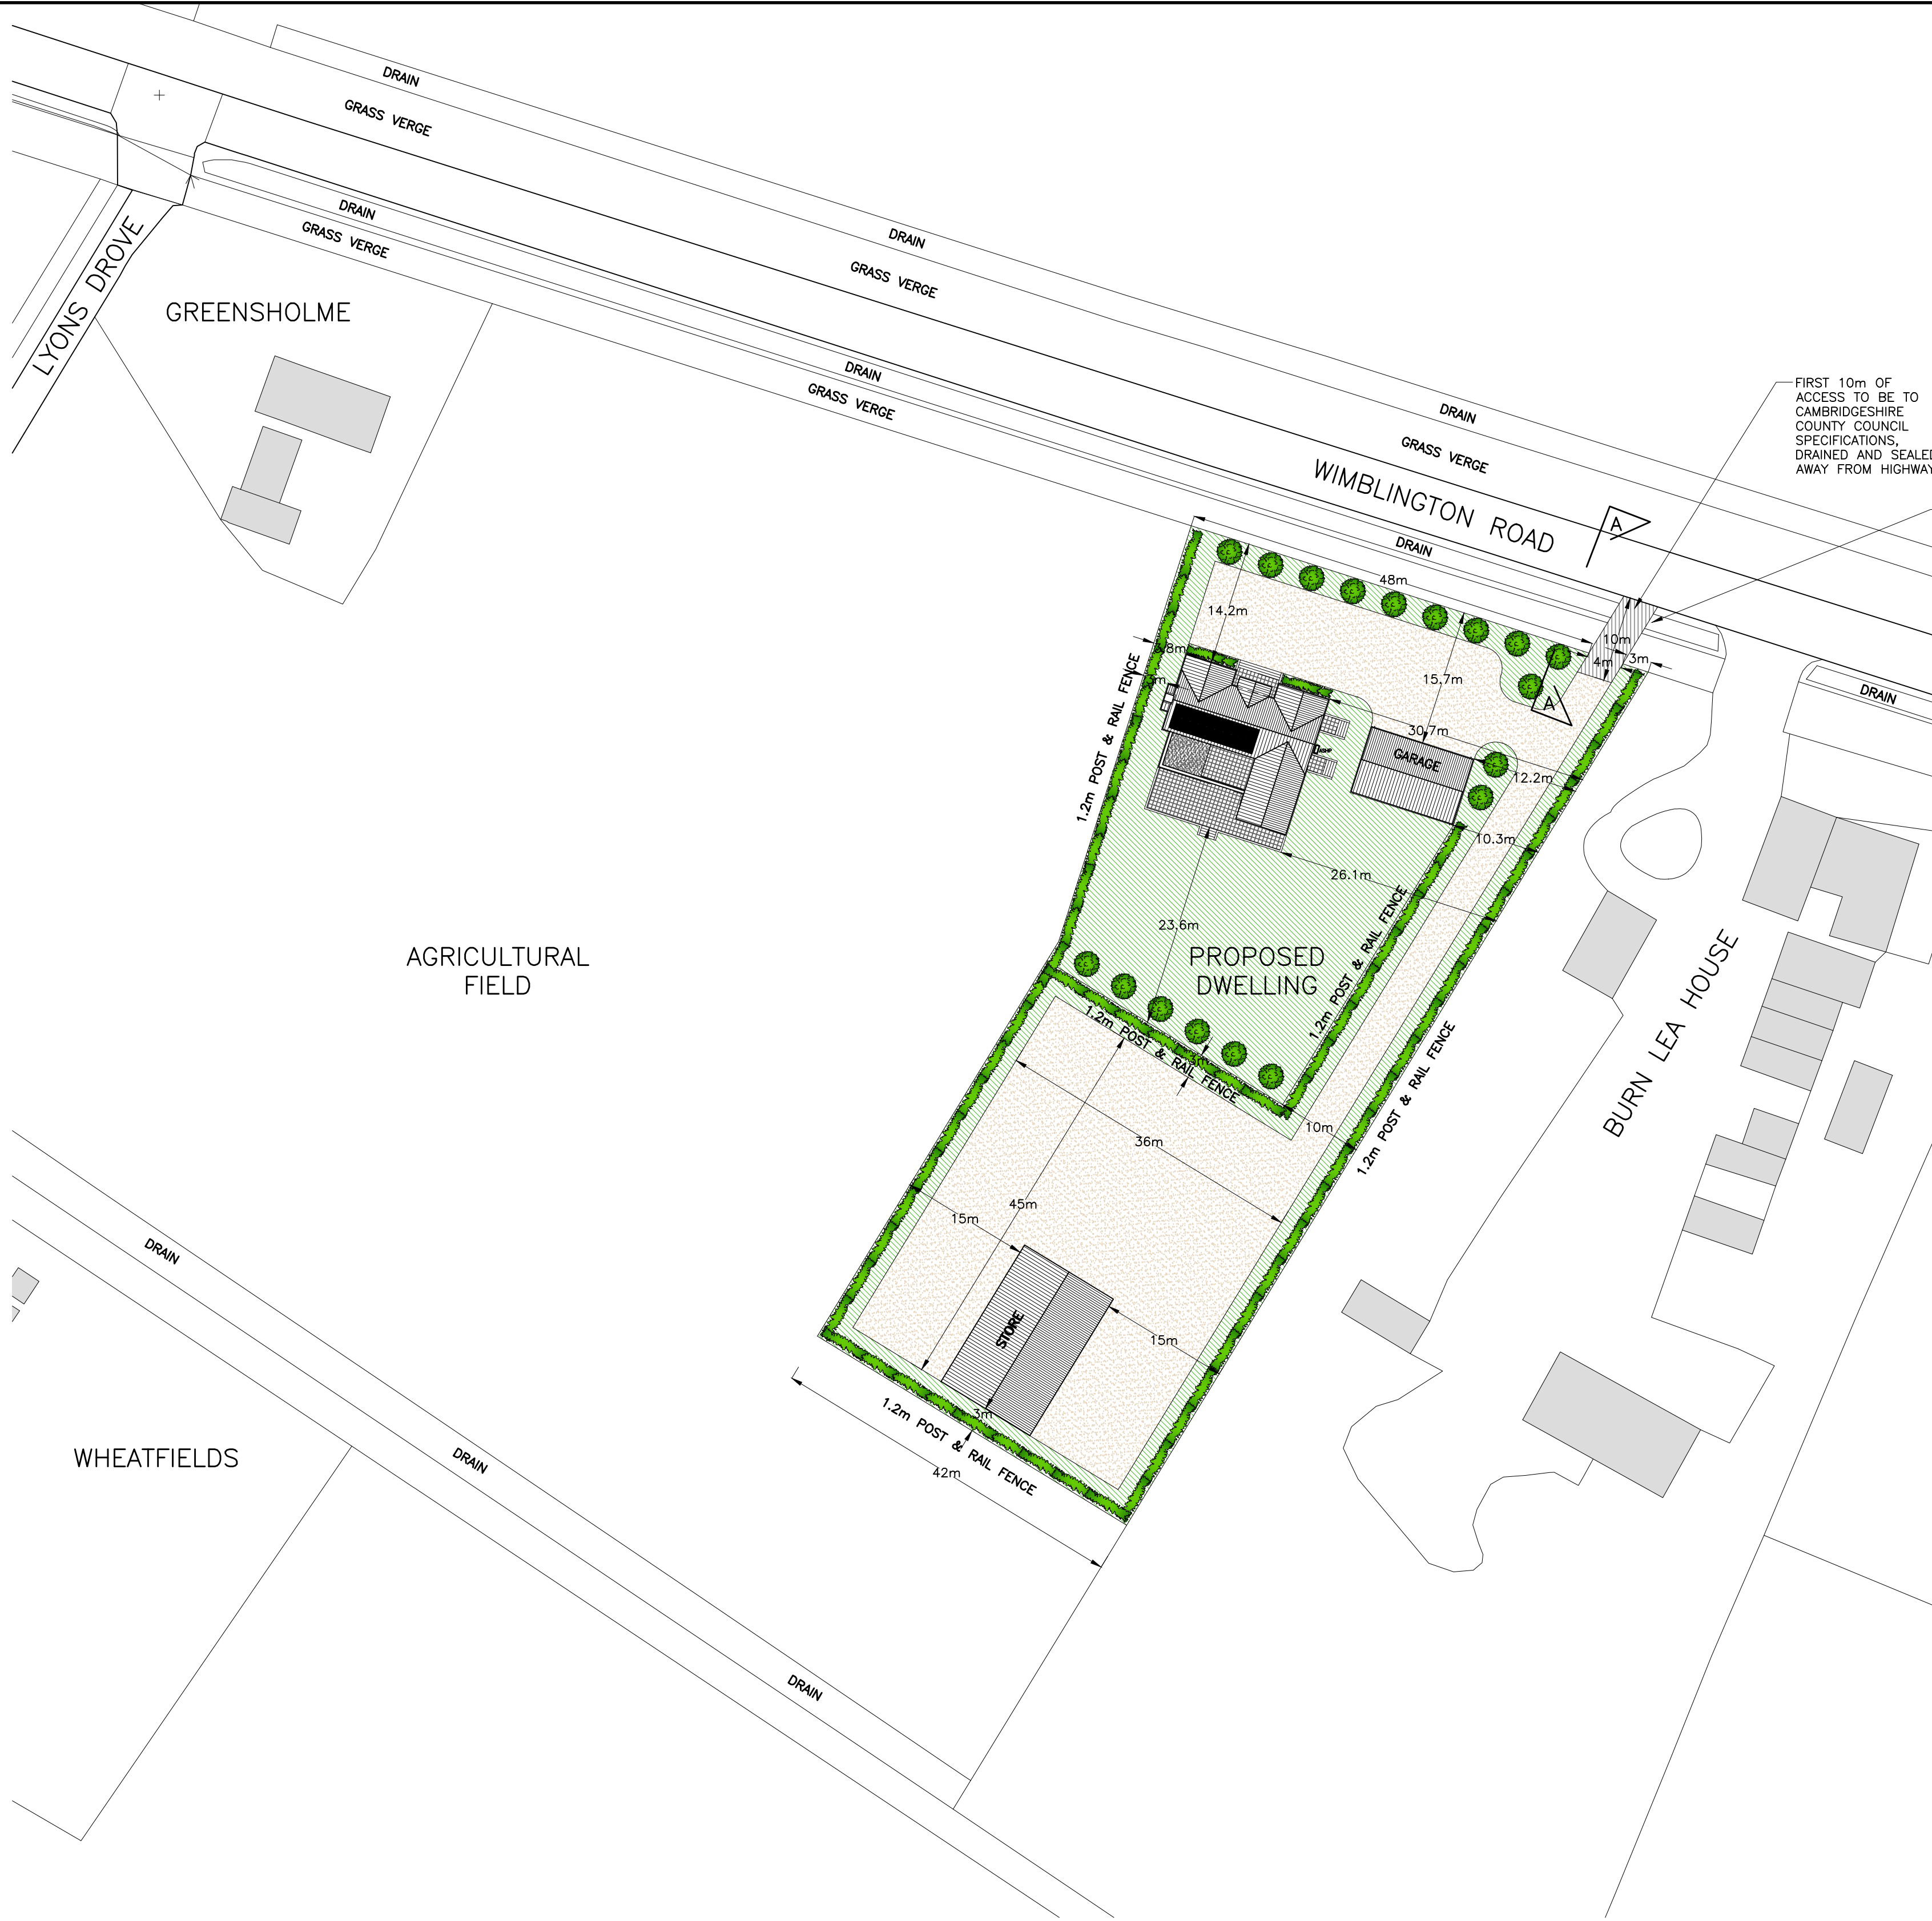 DRAIN
GRASS VERGE
DRAIN
GRASS VERGE
LYONS DROVE
GREENSHOLME
DRAIN
GRASS VERGE
DRAIN
GRASS VERGE
DRAIN
GRASS VERGE
WIMBLINGTON ROAD
A
FIRST 10m OF
ACCESS TO BE TO
CAMBRIDGESHIRE
COUNTY COUNCIL
SPECIFICATIONS,
DRAINED AND SEALED
AWAY FROM HIGHWAY
DRAIN
48m
14.2m
10m
4m
3m
3m
15.7m
A
DRAIN
1.2m POST & RAIL FENCE
30.7m
GARAGE
12.2m
10.3m
26.1m
23.6m
AGRICULTURAL
FIELD
PROPOSED
DWELLING
1.2m POST & RAIL FENCE
BURN LEA HOUSE
1.2m POST & RAIL FENCE
3m
1.2m POST & RAIL FENCE
10m
36m
45m
15m
STORE
15m
3m
1.2m POST & RAIL FENCE
42m
DRAIN
WHEATFIELDS
DRAIN
DRAIN